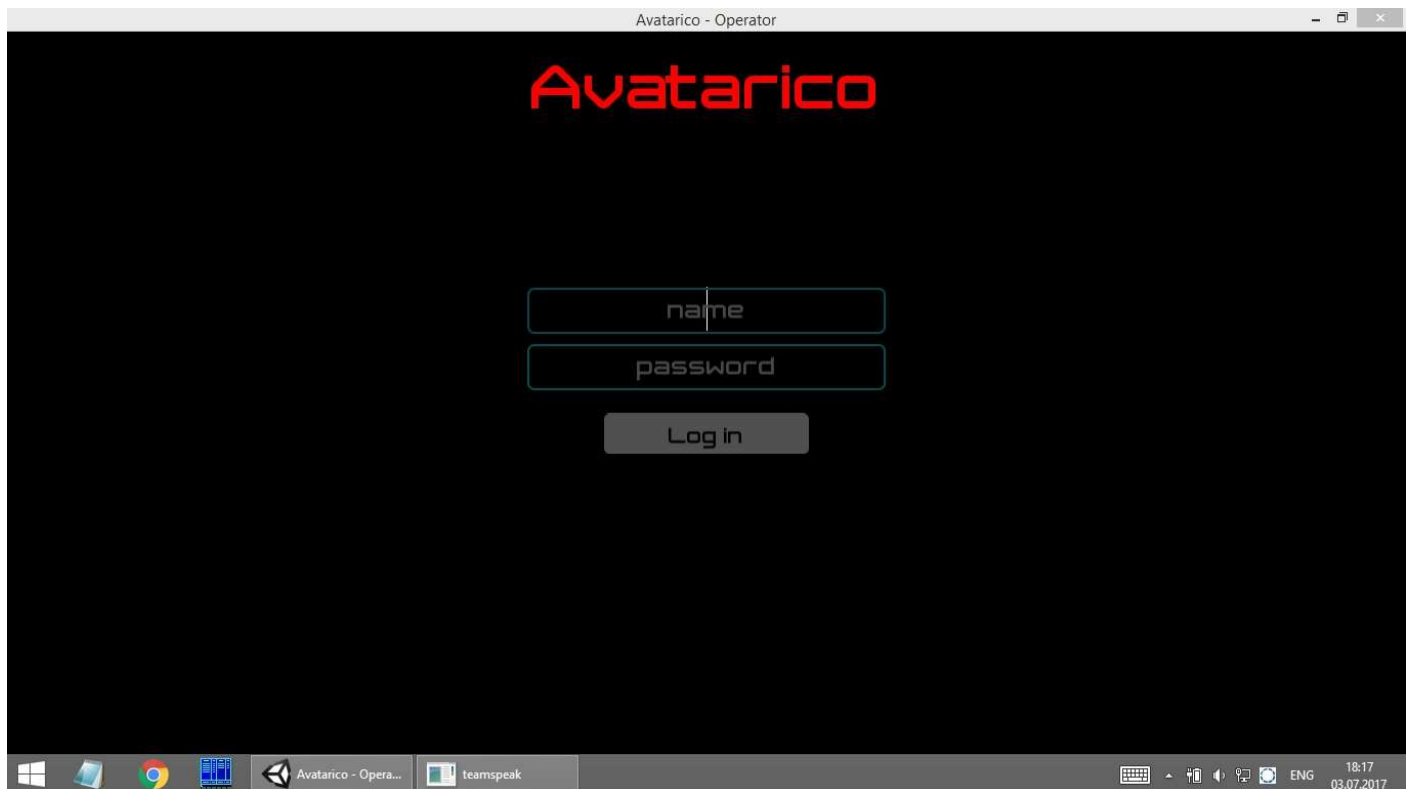 Avatarico - Operator
Avatarico
name
password
Log in
Avatarico - Opera...
teamspeak
ENG
18:17
03.07.2017